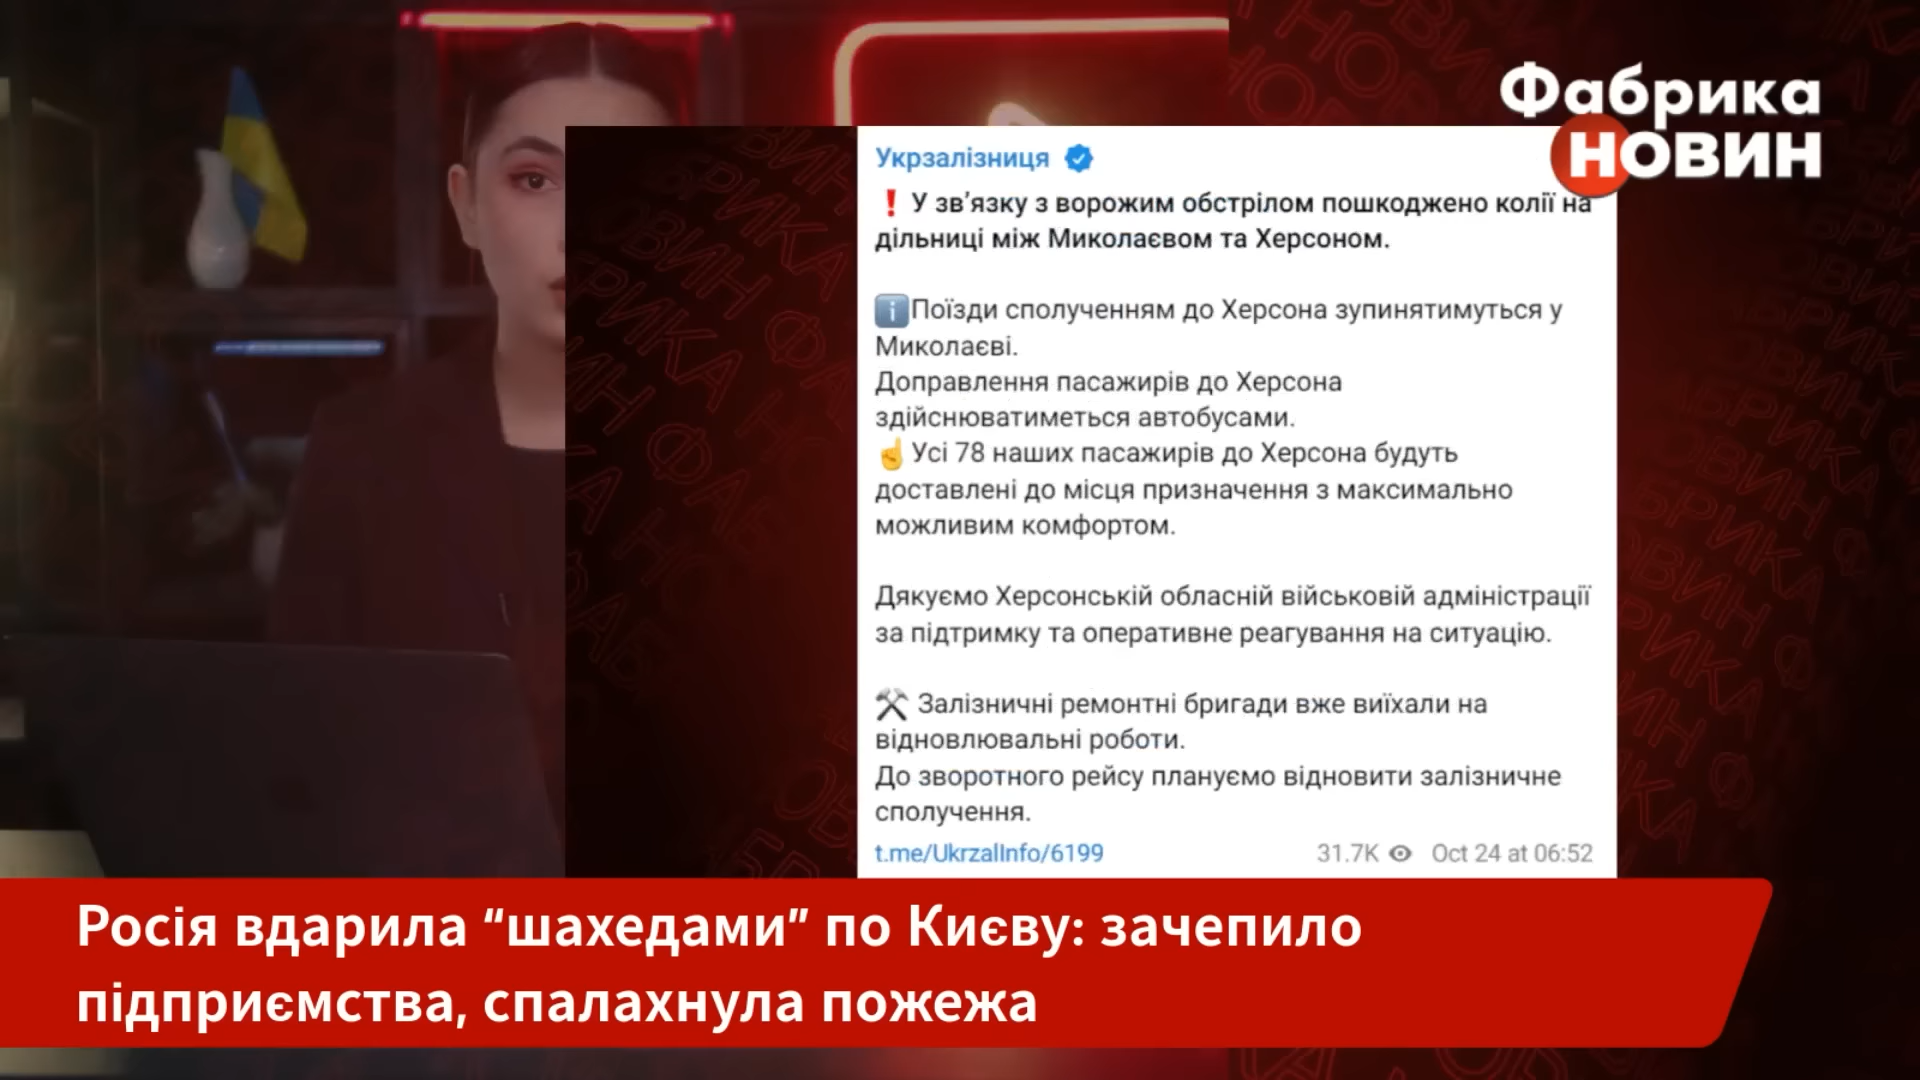 Фабрика
НОВИН
Укрзалізниця
❗ У зв’язку з ворожим обстрілом пошкоджено колії на
дільниці між Миколаєвом та Херсоном.
ℹ️Поїзди сполученням до Херсона зупинятимуться у
Миколаєві.
Доправлення пасажирів до Херсона
здійснюватиметься автобусами.
☝️Усі 78 наших пасажирів до Херсона будуть
доставлені до місця призначення з максимально
можливим комфортом.
Дякуємо Херсонській обласній військовій адміністрації
за підтримку та оперативне реагування на ситуацію.
⚒ Залізничні ремонтні бригади вже виїхали на
відновлювальні роботи.
До зворотного рейсу плануємо відновити залізничне
сполучення.
t.me/UkrzalInfo/6199 31.7K Oct 24 at 06:52
Росія вдарила “шахедами” по Києву: зачепило
підприємства, спалахнула пожежа